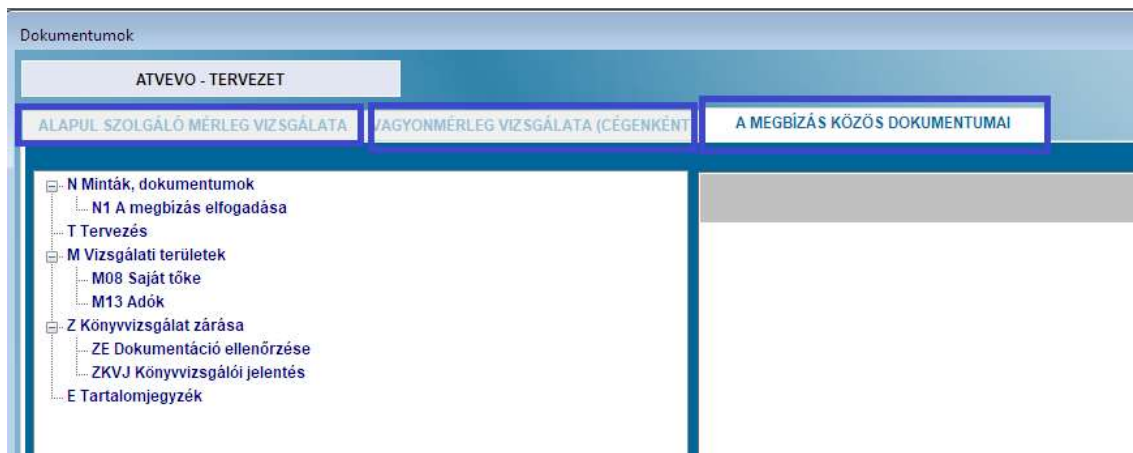 Dokumentumok
ATVEVO - TERVEZET
ALAPUL SZOLGÁLÓ MÉRLEG VIZSGÁLATA
VAGYONMÉRLEG VIZSGÁLATA (CÉGENKÉNT
A MEGBÍZÁS KÖZÖS DOKUMENTUMAI
N Minták, dokumentumok
N1 A megbízás elfogadása
T Tervezés
M Vizsgálati területek
M08 Saját tőke
M13 Adók
Z Könyvvizsgálat zárása
ZE Dokumentáció ellenőrzése
ZKVJ Könyvvizsgálói jelentés
E Tartalomjegyzék